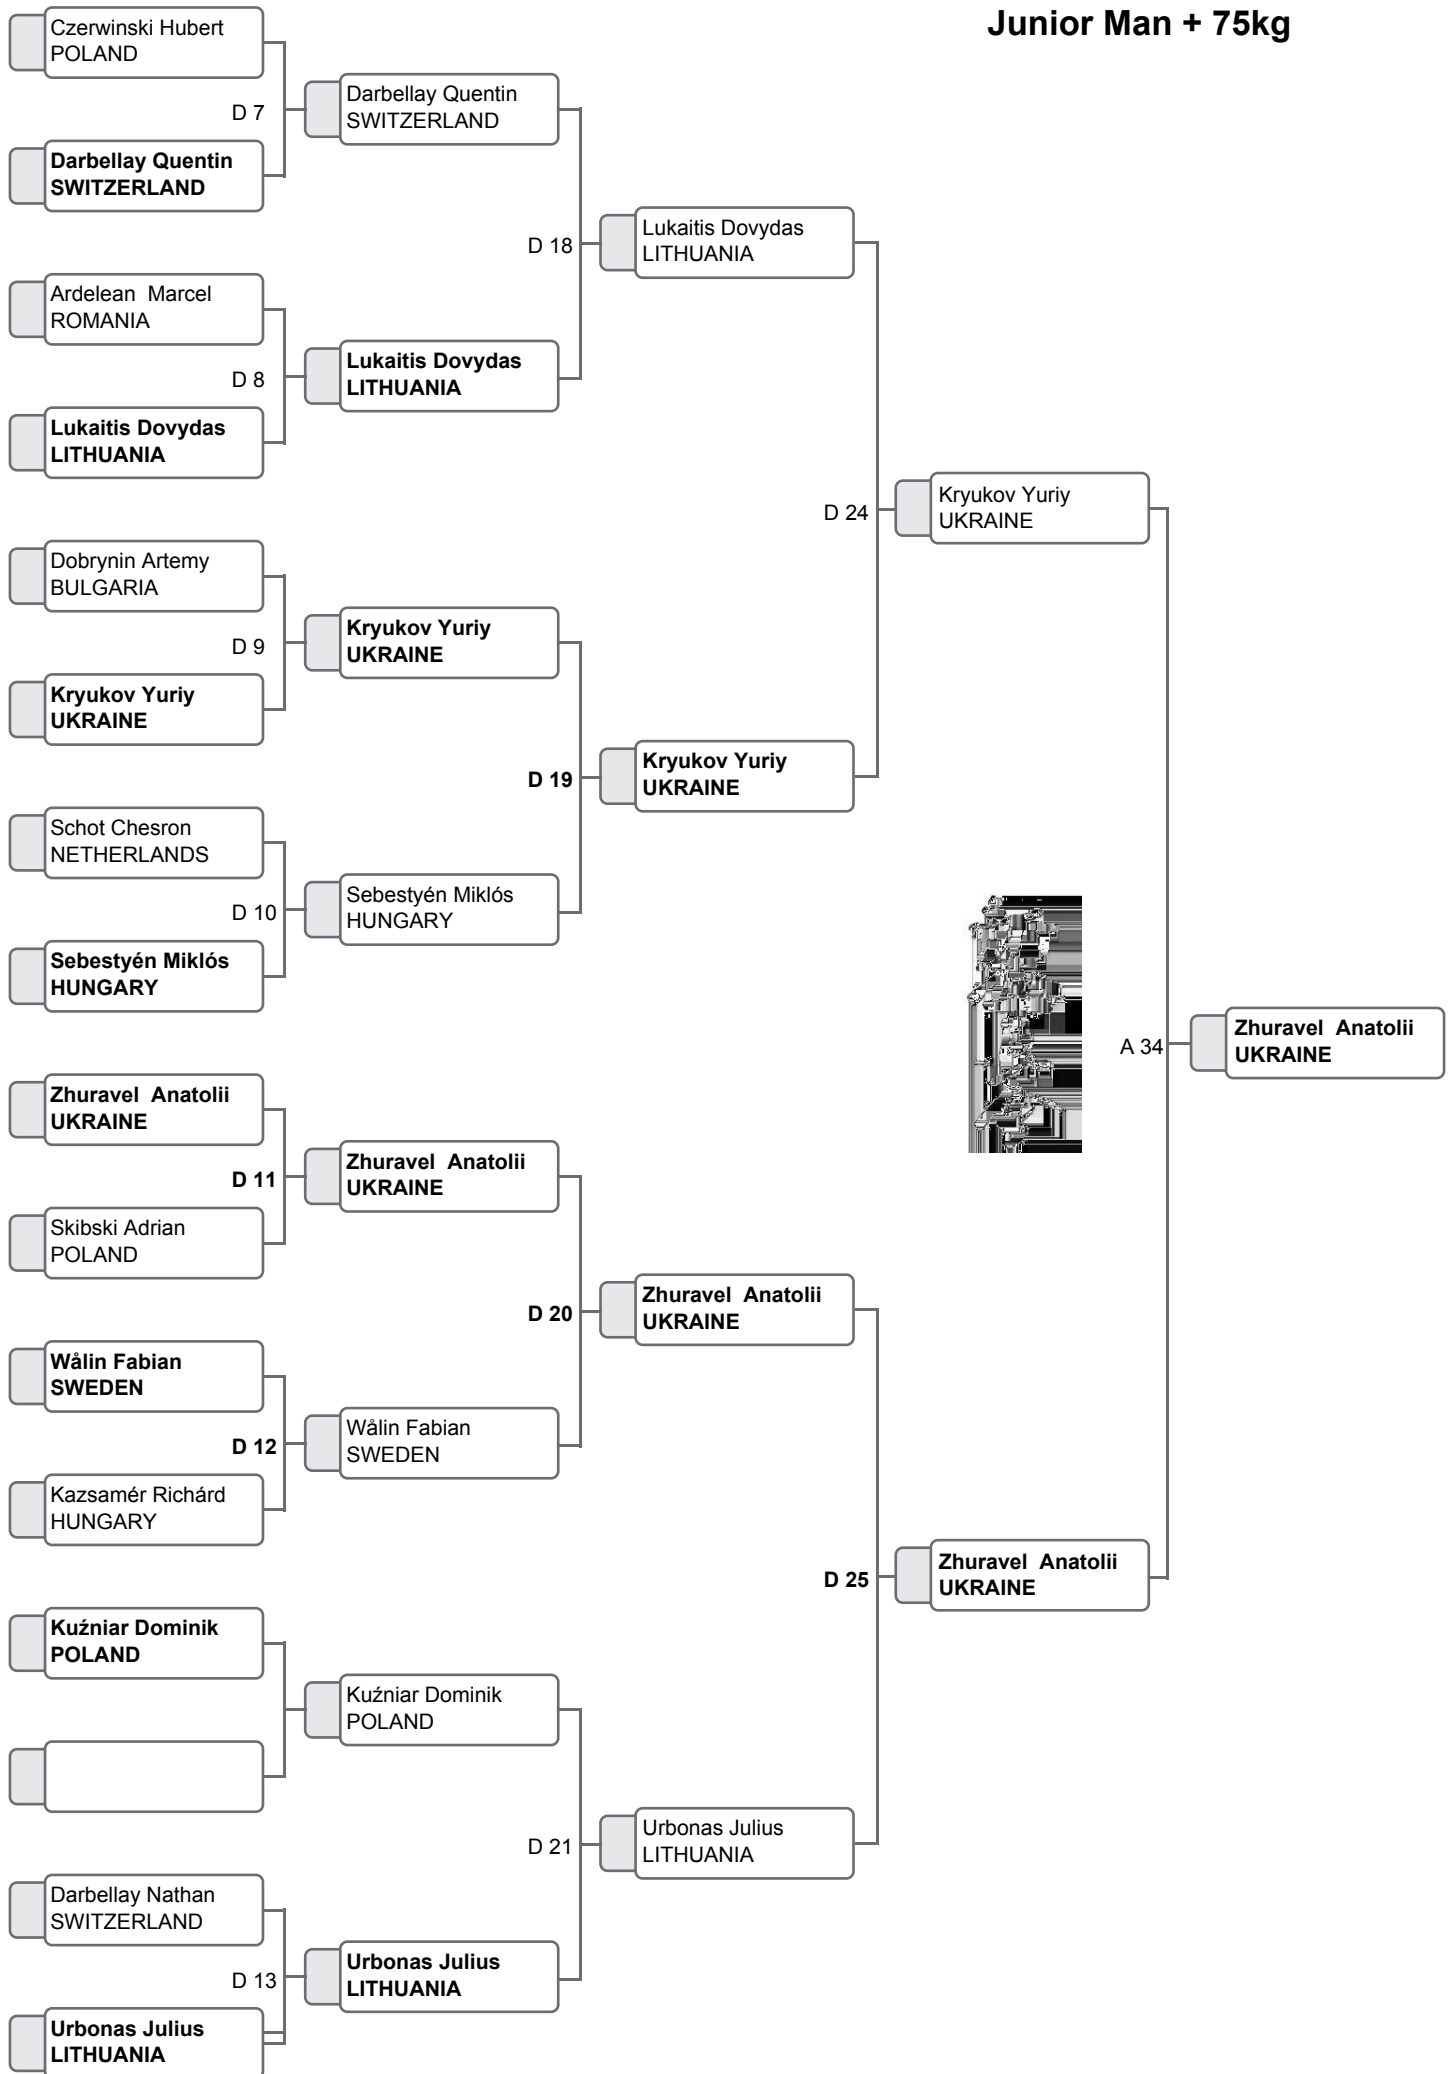 Junior Man + 75kg
Czerwinski Hubert
POLAND
D 7
Darbellay Quentin
SWITZERLAND
Darbellay Quentin
SWITZERLAND
D 18
Lukaitis Dovydas
LITHUANIA
Ardelean  Marcel
ROMANIA
D 8
Lukaitis Dovydas
LITHUANIA
Lukaitis Dovydas
LITHUANIA
D 24
Kryukov Yuriy
UKRAINE
Dobrynin Artemy
BULGARIA
D 9
Kryukov Yuriy
UKRAINE
Kryukov Yuriy
UKRAINE
D 19
Kryukov Yuriy
UKRAINE
Schot Chesron
NETHERLANDS
D 10
Sebestyén Miklós
HUNGARY
Sebestyén Miklós
HUNGARY
A 34
Zhuravel  Anatolii
UKRAINE
Zhuravel  Anatolii
UKRAINE
D 11
Zhuravel  Anatolii
UKRAINE
Skibski Adrian
POLAND
D 20
Zhuravel  Anatolii
UKRAINE
Wålin Fabian
SWEDEN
D 12
Wålin Fabian
SWEDEN
Kazsamér Richárd
HUNGARY
D 25
Zhuravel  Anatolii
UKRAINE
Kuźniar Dominik
POLAND
Kuźniar Dominik
POLAND
D 21
Urbonas Julius
LITHUANIA
Darbellay Nathan
SWITZERLAND
D 13
Urbonas Julius
LITHUANIA
Urbonas Julius
LITHUANIA